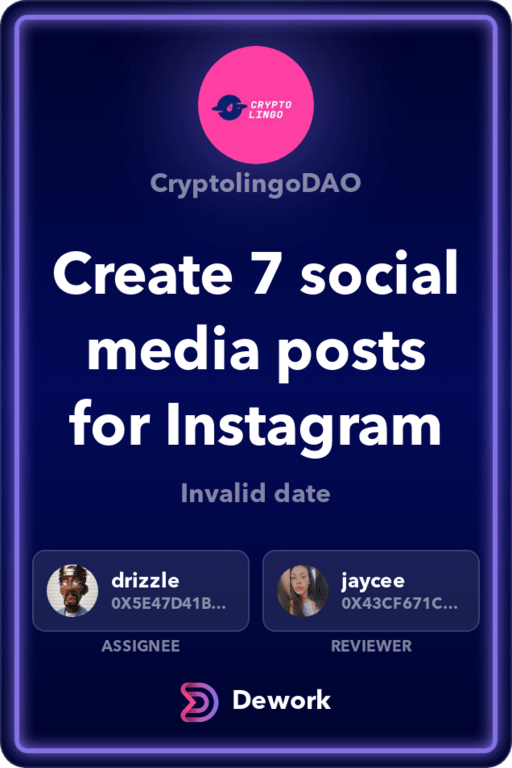 CRYPTO
LINGO
CryptolingoDAO
Create 7 social
media posts
for Instagram
Invalid date
drizzle
0X5E47D41B...
ASSIGNEE
jaycee
0X43CF671C...
REVIEWER
Dework